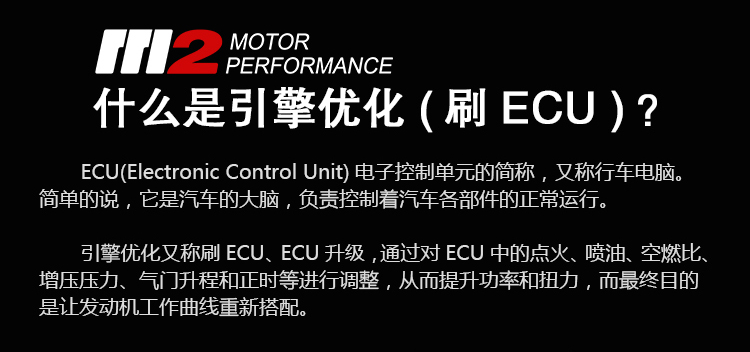 m2 MOTOR
PERFORMANCE
什么是引擎优化(刷 ECU)?
ECU(Electronic Control Unit) 电子控制单元的简称，又称行车电脑。
简单的说，它是汽车的大脑，负责控制着汽车各部件的正常运行。
引擎优化又称刷 ECU、ECU 升级，通过对 ECU 中的点火、喷油、空燃比、
增压压力、气门升程和正时等进行调整，从而提升功率和扭力，而最终目的
是让发动机工作曲线重新搭配。